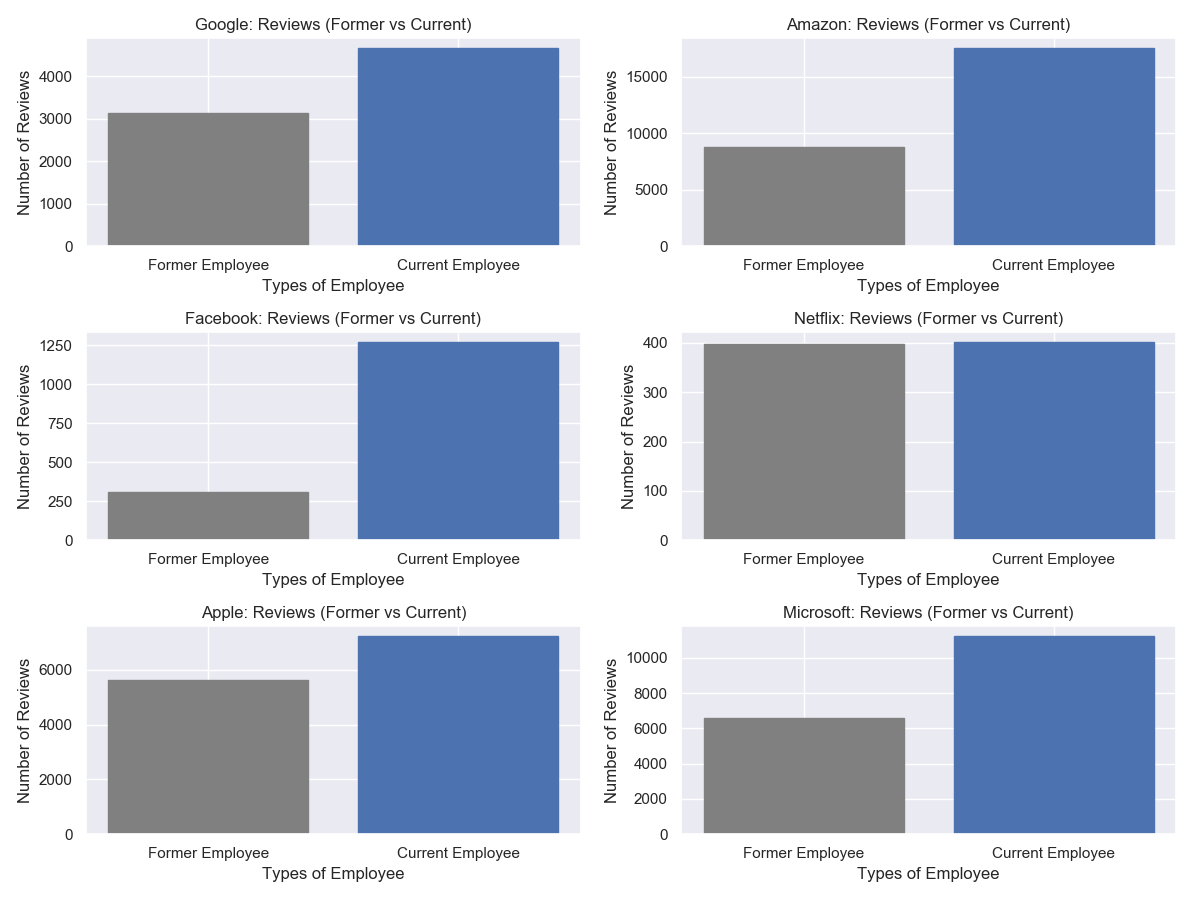 Google: Reviews (Former vs Current)
Number of Reviews
4000
3000
2000
1000
0
Former Employee
Current Employee
Types of Employee
Amazon: Reviews (Former vs Current)
Number of Reviews
15000
10000
5000
0
Former Employee
Current Employee
Types of Employee
Facebook: Reviews (Former vs Current)
Number of Reviews
1250
1000
750
500
250
0
Former Employee
Current Employee
Types of Employee
Netflix: Reviews (Former vs Current)
Number of Reviews
400
300
200
100
0
Former Employee
Current Employee
Types of Employee
Apple: Reviews (Former vs Current)
Number of Reviews
6000
4000
2000
0
Former Employee
Current Employee
Types of Employee
Microsoft: Reviews (Former vs Current)
Number of Reviews
10000
8000
6000
4000
2000
0
Former Employee
Current Employee
Types of Employee